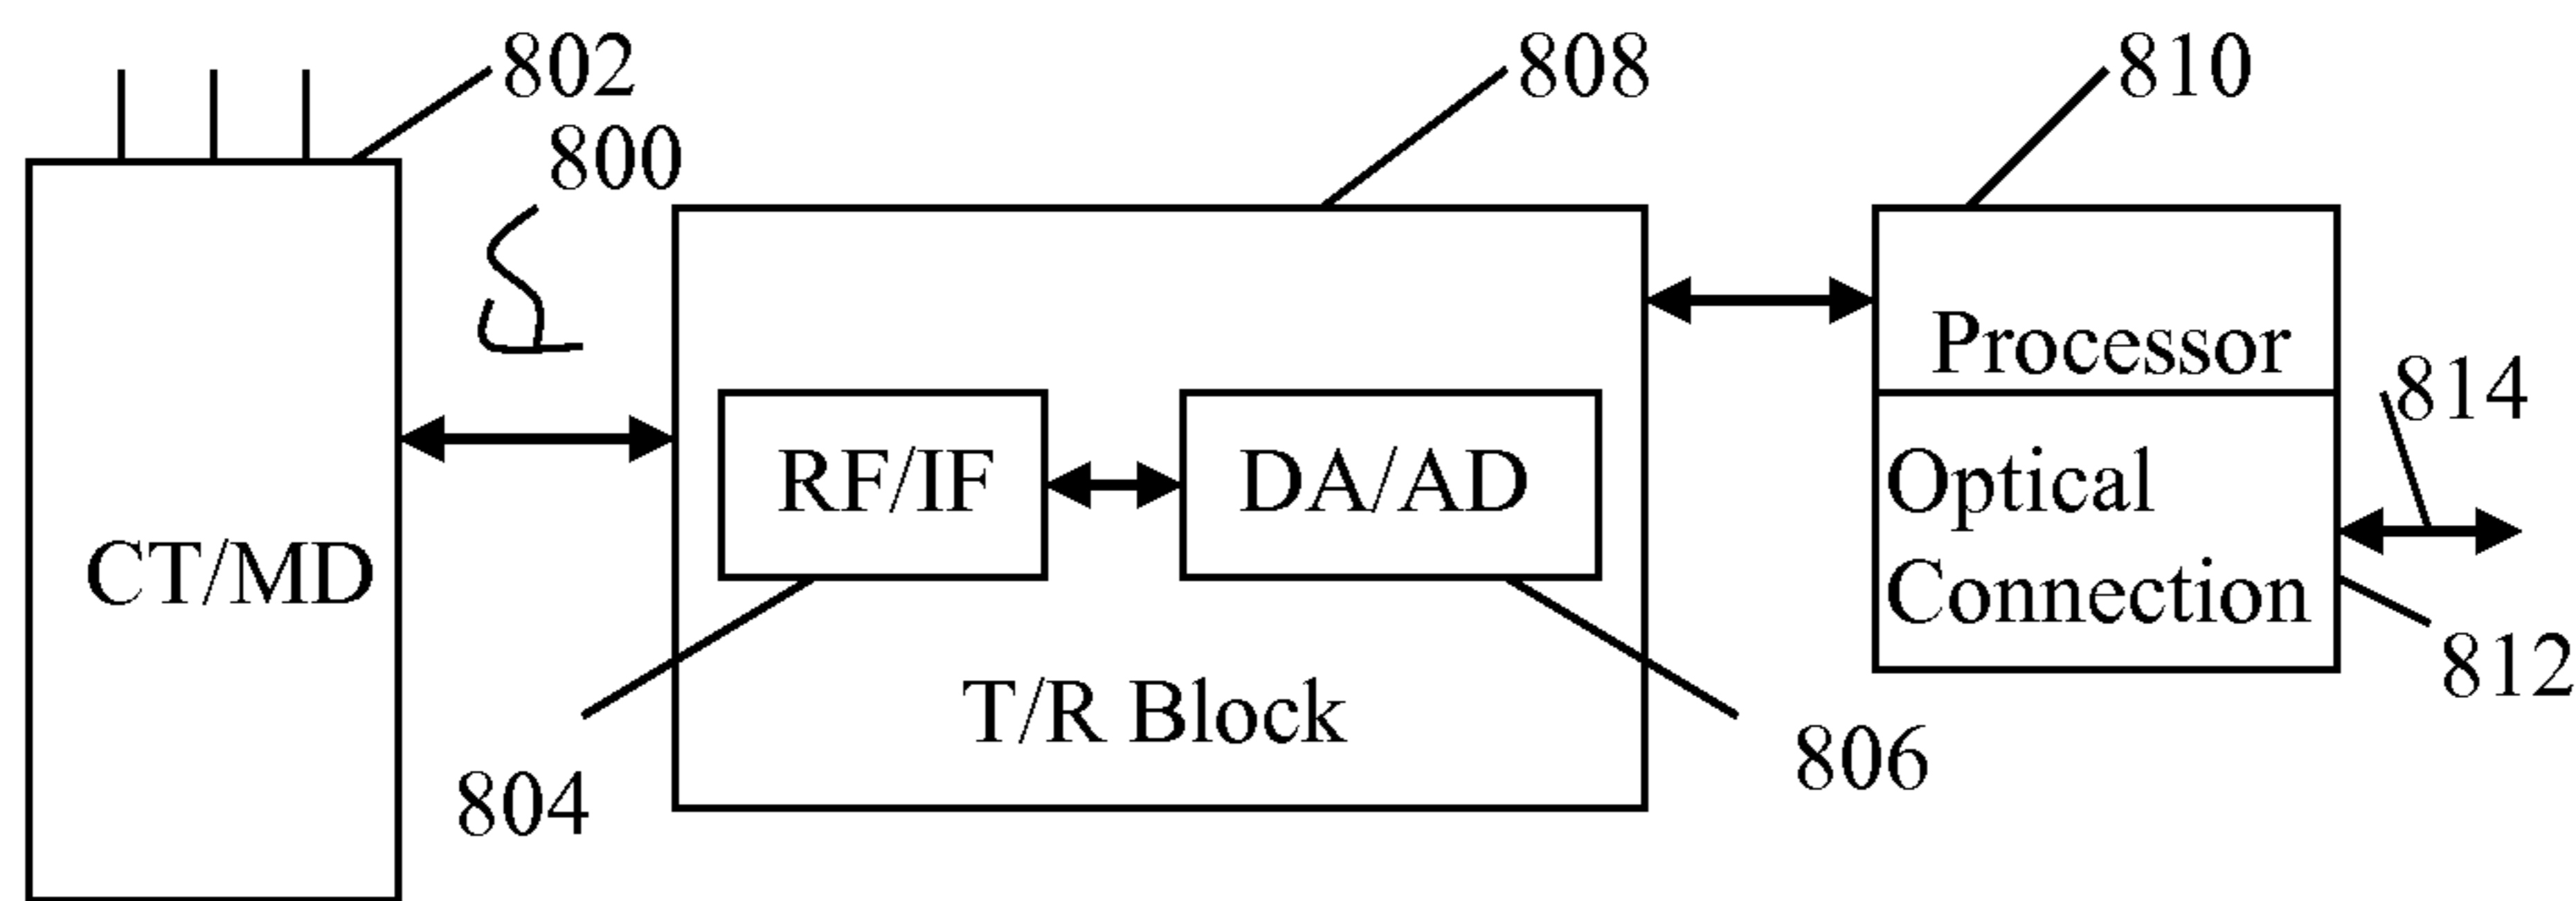 802
808
810
800
Processor
814
RF/IF
DA/AD
Optical
Connection
CT/MD
812
T/R Block
806
804